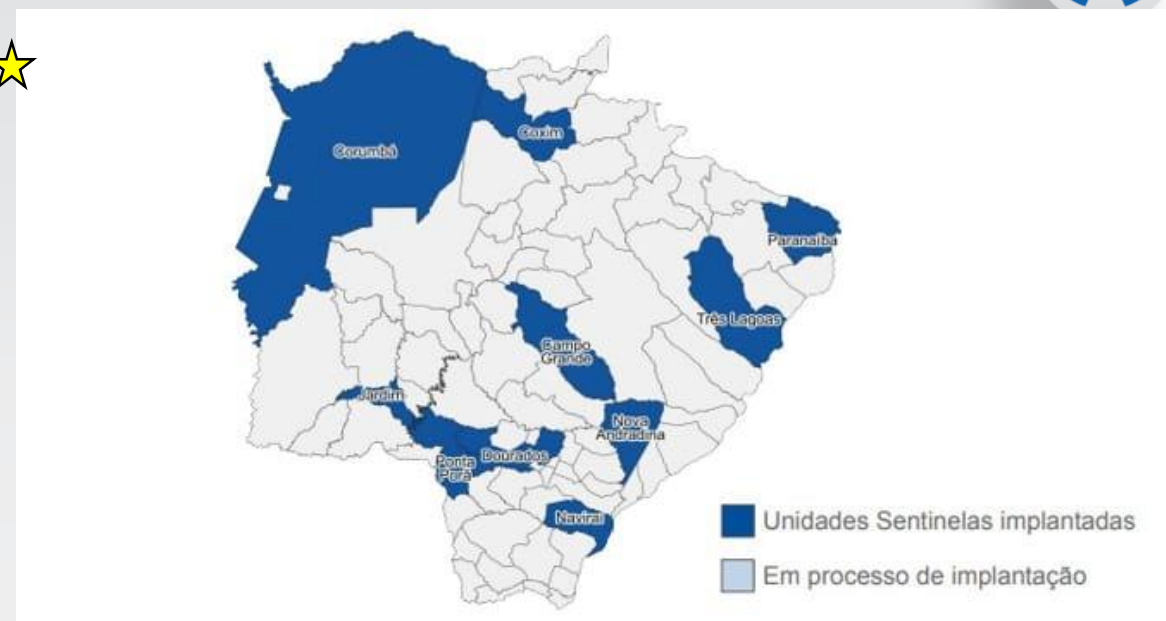 Corumbá
Coxim
Paranaíba
Três Lagoas
Campo
Grande
Jardim
Nova
Andradina
Ponta
Porã
Dourados
Naviraí
Unidades Sentinelas implantadas
Em processo de implantação